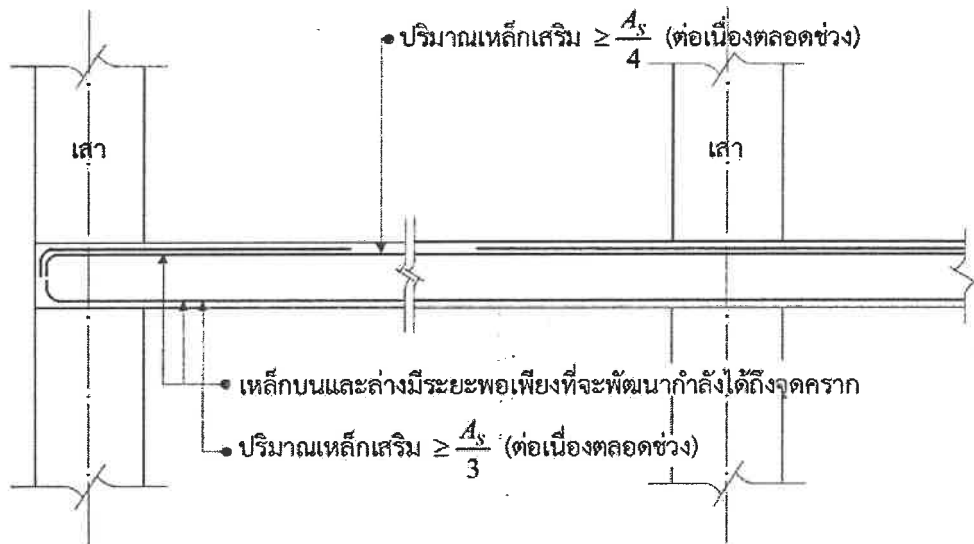 ปริมาณเหล็กเสริม ≥ A_s/4 (ต่อเนื่องตลอดช่วง)
เสา
เสา
เหล็กบนและล่างมีระยะพอเพียงที่จะพัฒนากำลังได้ถึงจุดคราก
ปริมาณเหล็กเสริม ≥ A_s/3 (ต่อเนื่องตลอดช่วง)